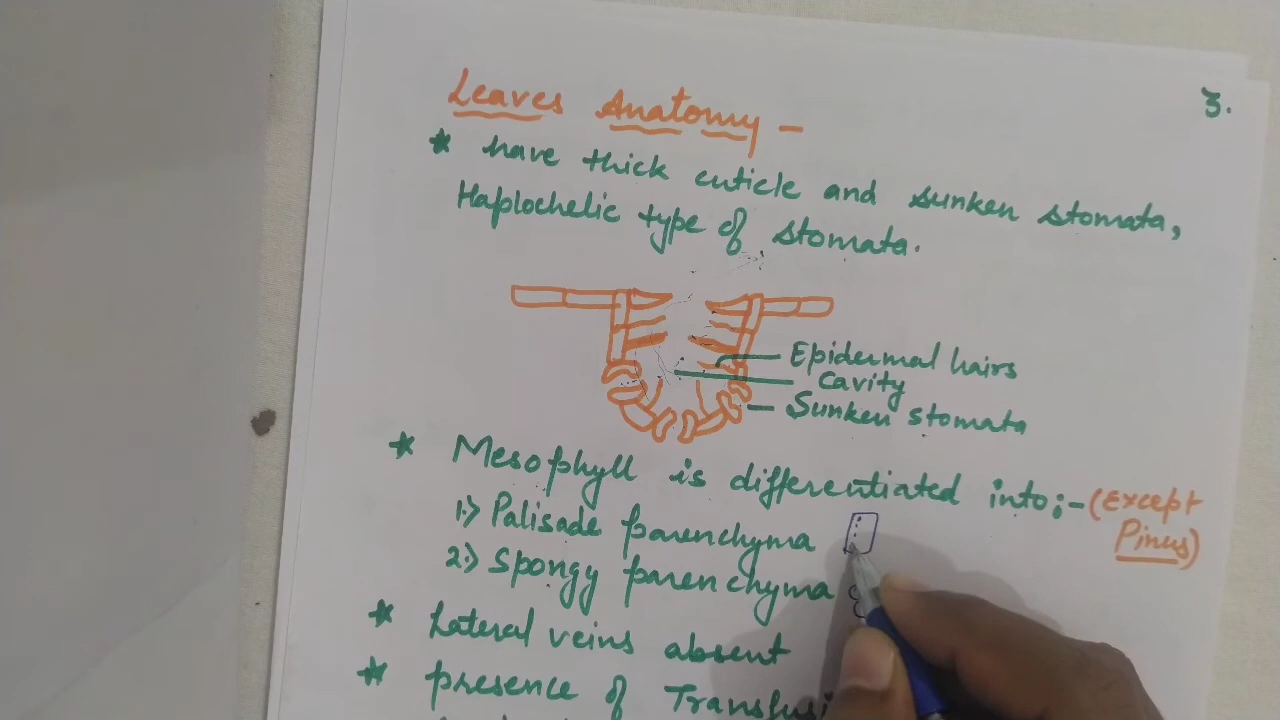 3.
Leaves Anatomy -
* have thick cuticle and sunken stomata,
Haplochelic type of stomata.
Epidermal hairs
Cavity
Sunken stomata
* Mesophyll is differentiated into;- (Except
Pinus)
1.) Palisade parenchyma
2.) Spongy parenchyma
* Lateral veins absent
* presence of